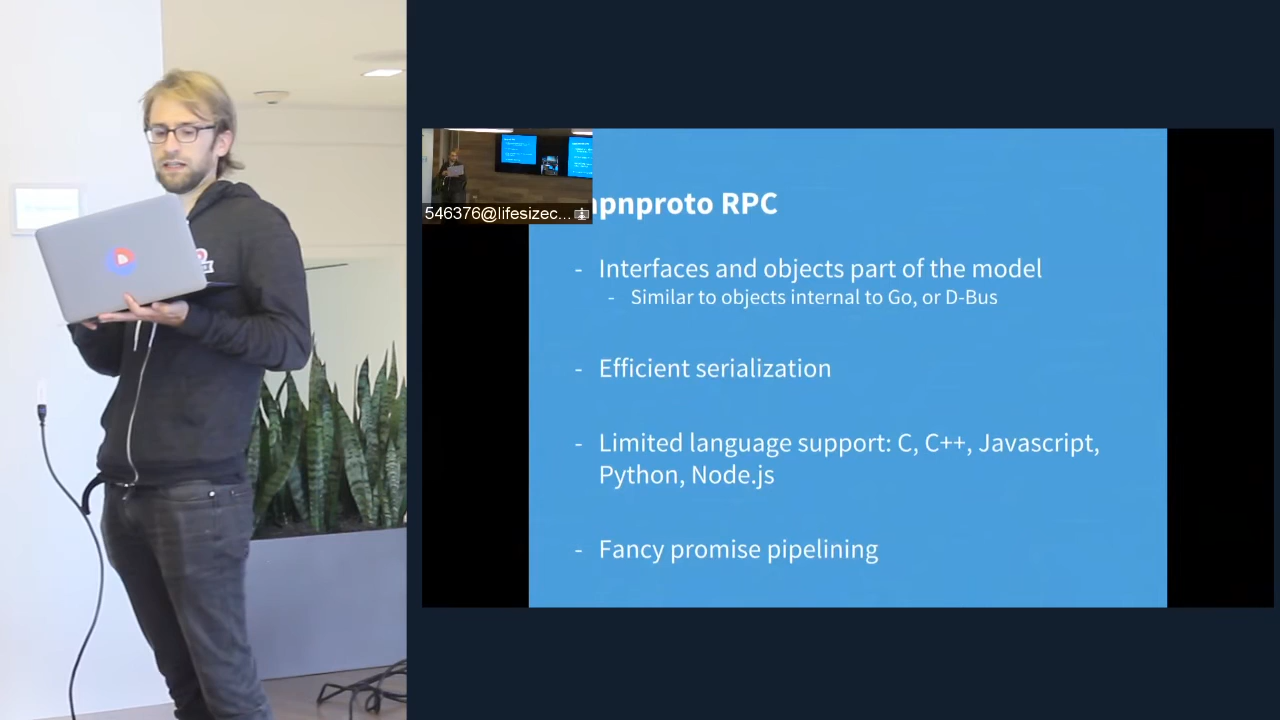 apnproto RPC
546376@lifesizec...
- Interfaces and objects part of the model
- Similar to objects internal to Go, or D-Bus
- Efficient serialization
- Limited language support: C, C++, Javascript,
Python, Node.js
- Fancy promise pipelining